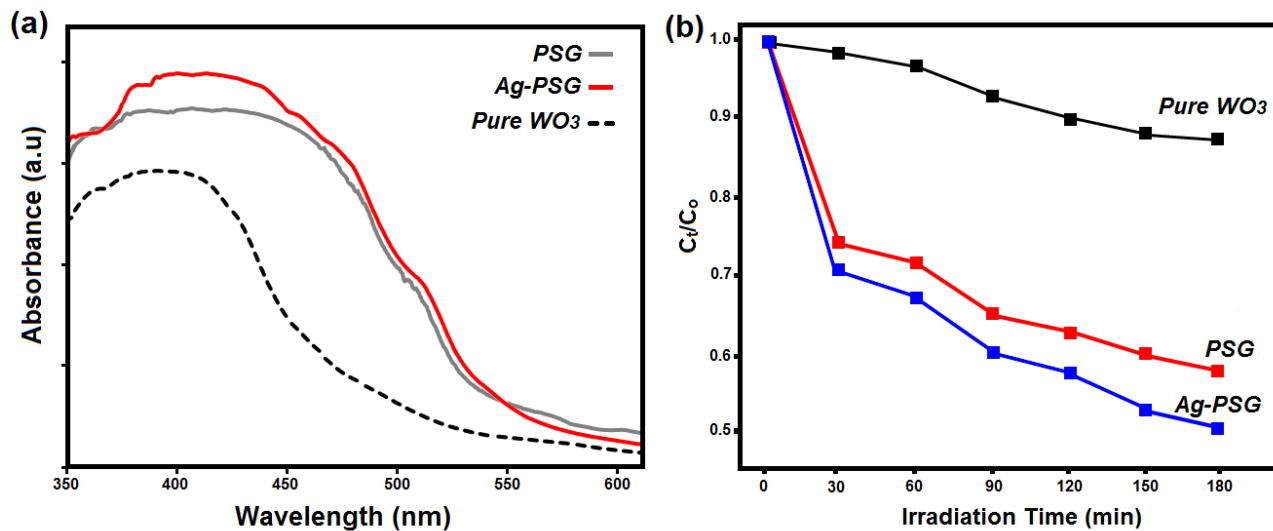 (a)
PSG
Ag-PSG
Pure WO3
Absorbance (a.u)
350 400 450 500 550 600
Wavelength (nm)
(b)
1.0
0.9
0.8
0.7
0.6
0.5
Ct/Co
Pure WO3
PSG
Ag-PSG
0 30 60 90 120 150 180
Irradiation Time (min)